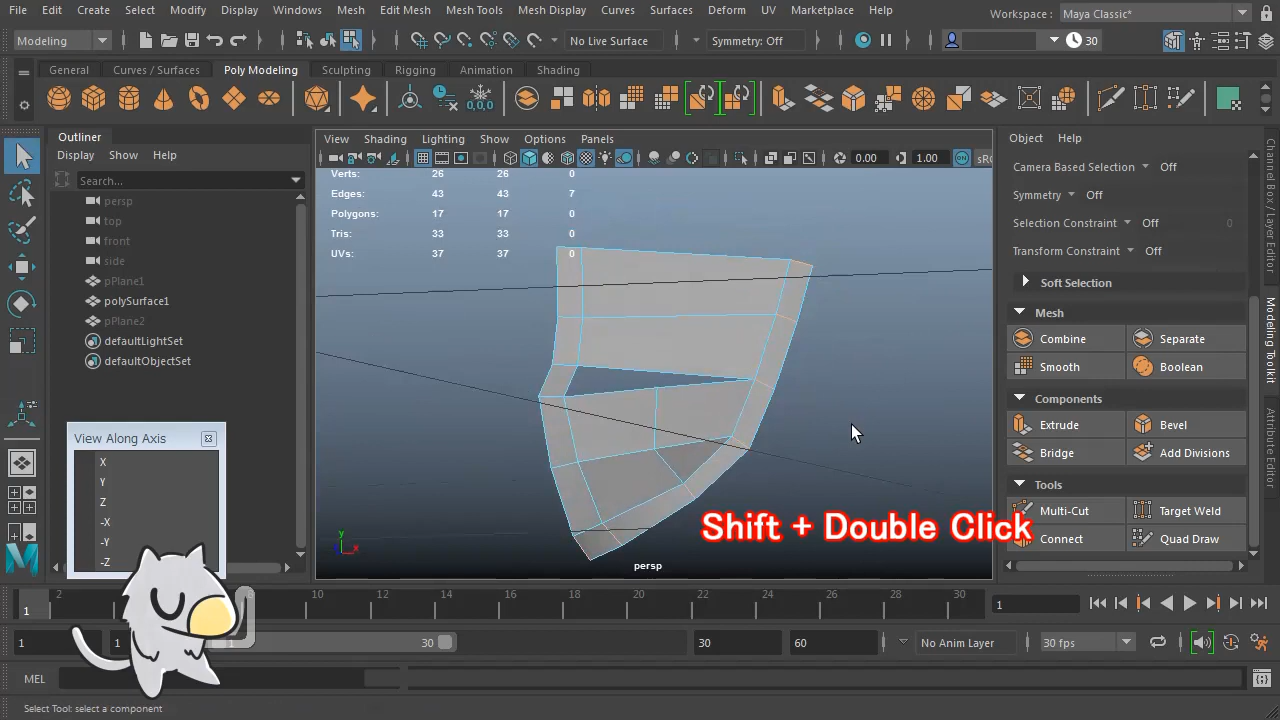 File Edit Create Select Modify Display Windows Mesh Edit Mesh Mesh Tools Mesh Display Curves Surfaces Deform UV Marketplace Help
Workspace : Maya Classic*
Modeling No Live Surface Symmetry: Off 30
General Curves / Surfaces Poly Modeling Sculpting Rigging Animation Shading
0,0,0
Outliner
Display Show Help
Search...
persp
top
front
side
pPlane1
polySurface1
pPlane2
defaultLightSet
defaultObjectSet
View Along Axis
X
Y
Z
-X
-Y
-Z
View Shading Lighting Show Options Panels
0.00 1.00 ON
Verts: 26 26 0
Edges: 43 43 7
Polygons: 17 17 0
Tris: 33 33 0
UVs: 37 37 0
Shift + Double Click
y
x
persp
Object Help
Camera Based Selection Off
Symmetry Off
Selection Constraint Off 0
Transform Constraint Off
Soft Selection
Mesh
Combine Separate
Smooth Boolean
Components
Extrude Bevel
Bridge Add Divisions
Tools
Multi-Cut Target Weld
Connect Quad Draw
Channel Box / Layer Editor
Modeling Toolkit
Attribute Editor
1 2 8 10 12 14 16 18 20 22 24 26 28 30 1
1 1 1 30 30 60 No Anim Layer 30 fps
MEL
Select Tool: select a component